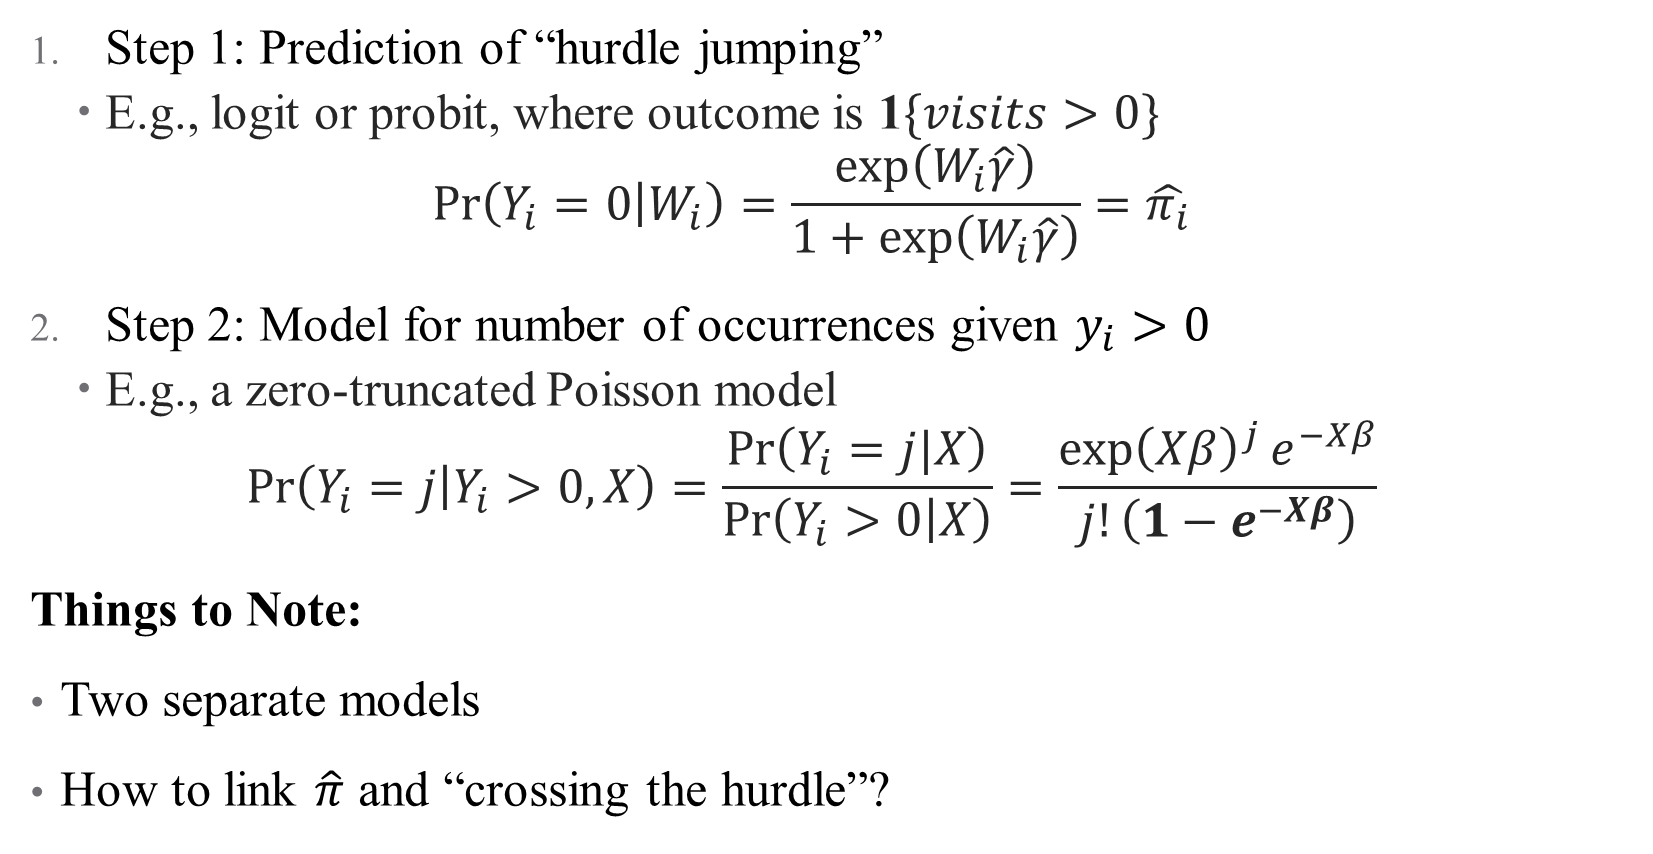 1. Step 1: Prediction of “hurdle jumping”
• E.g., logit or probit, where outcome is 𝟏{visits > 0}
Pr(Y_i = 0|W_i) = exp(W_i γ̂) / (1 + exp(W_i γ̂)) = π̂_i
2. Step 2: Model for number of occurrences given y_i > 0
• E.g., a zero-truncated Poisson model
Pr(Y_i = j|Y_i > 0, X) = Pr(Y_i = j|X) / Pr(Y_i > 0|X) = exp(Xβ)^j e^{−Xβ} / j! (1 − e^{−Xβ})
Things to Note:
• Two separate models
• How to link π̂ and “crossing the hurdle”?